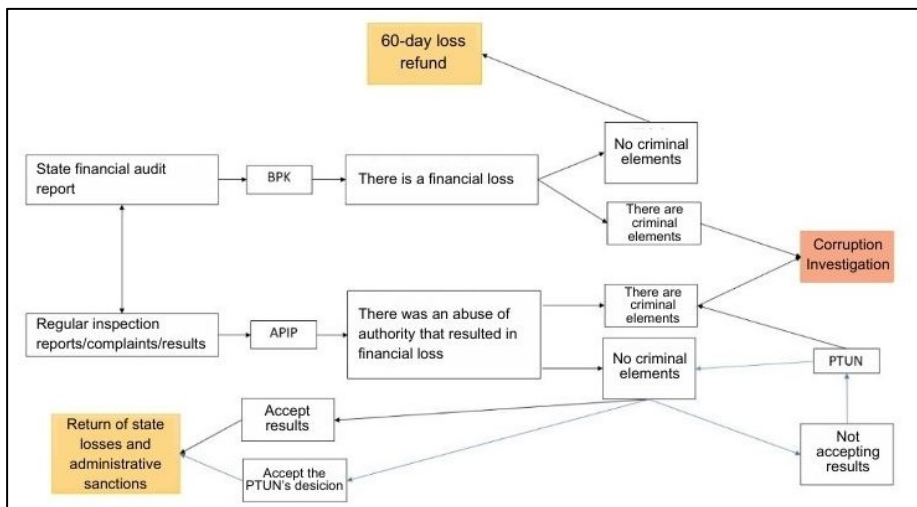 60-day loss
refund
No criminal
elements
State financial audit
report
BPK
There is a financial loss
There are
criminal
elements
Corruption
Investigation
Regular inspection
reports/complaints/results
APIP
There was an abuse of
authority that resulted in
financial loss
There are
criminal
elements
No criminal
elements
PTUN
Accept
results
Return of state
losses and
administrative
sanctions
Accept the
PTUN's desicion
Not
accepting
results